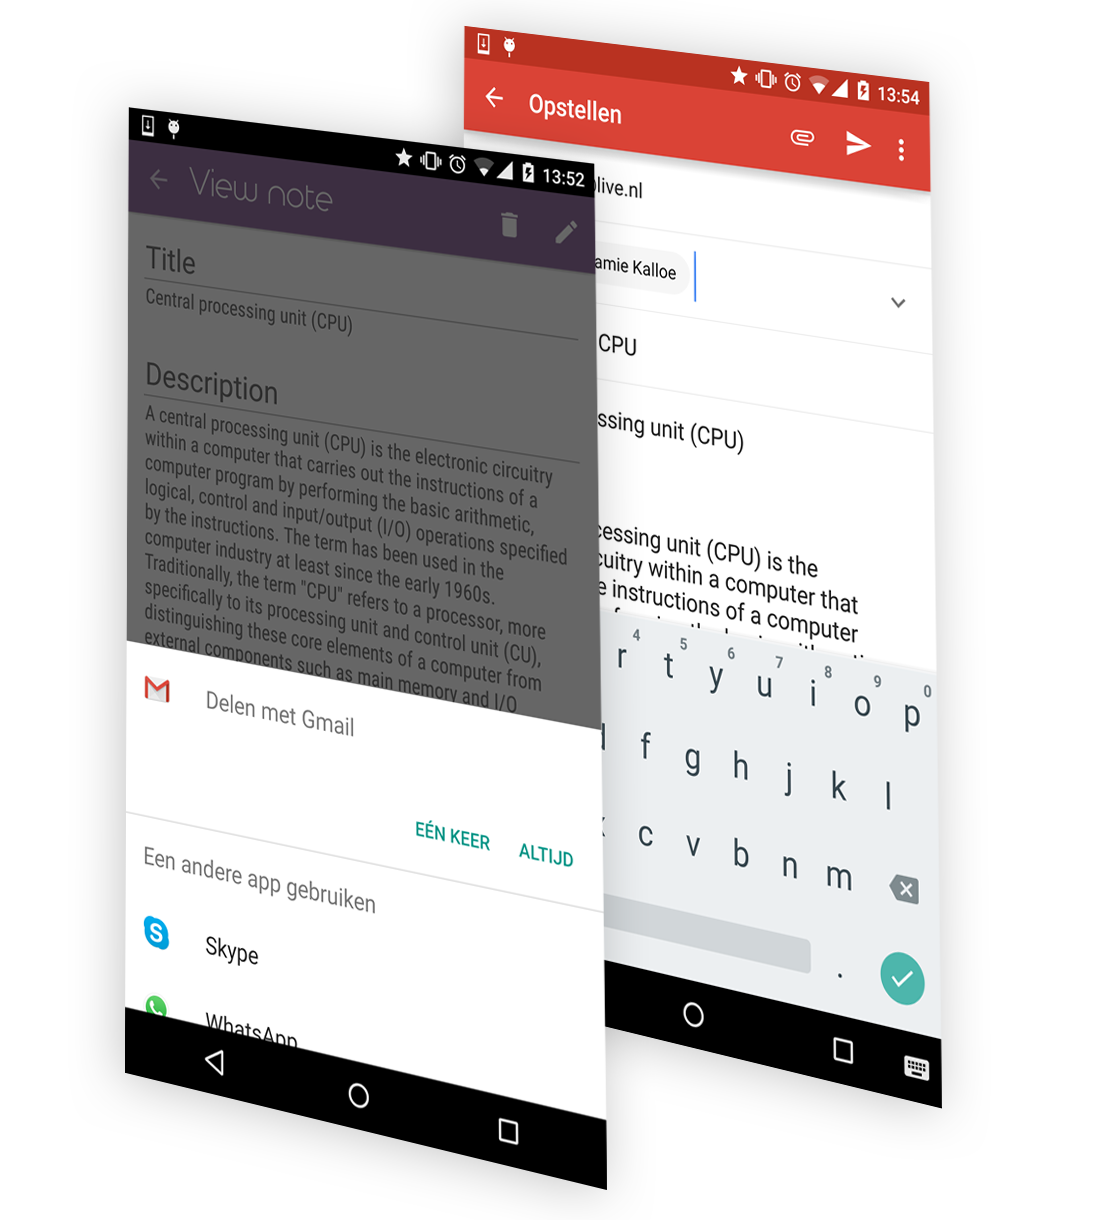 13:52
View note
Title
Central processing unit (CPU)
Description
A central processing unit (CPU) is the electronic circuitry
within a computer that carries out the instructions of a
computer program by performing the basic arithmetic,
logical, control and input/output (I/O) operations specified
by the instructions. The term has been used in the
computer industry at least since the early 1960s.
Traditionally, the term "CPU" refers to a processor, more
specifically to its processing unit and control unit (CU),
distinguishing these core elements of a computer from
external components such as main memory and I/O
Delen met Gmail
EÉN KEER ALTIJD
Een andere app gebruiken
Skype
WhatsApp
13:54
Opstellen
live.nl
amie Kalloe
CPU
ssing unit (CPU)
cessing unit (CPU) is the
cuitry within a computer that
e instructions of a computer
4 5 6 7 8 9 0
r t y u i o p
d f g h j k l
c v b n m
.